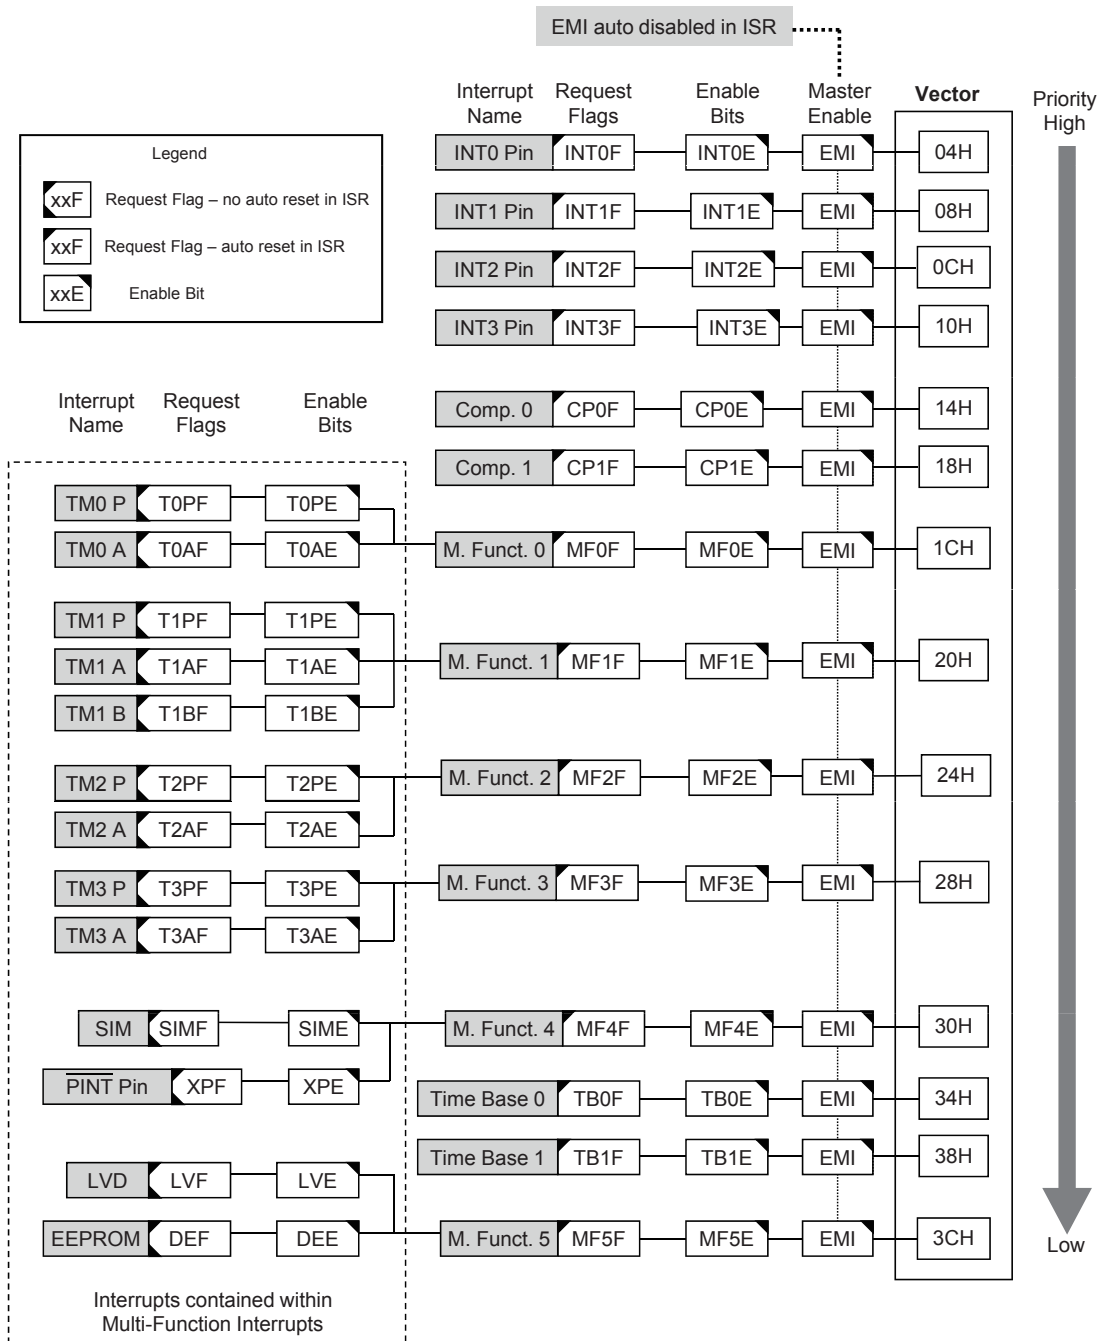 EMI auto disabled in ISR
Interrupt Name
Request Flags
Enable Bits
Master Enable
Vector
Priority High
Legend
xxF Request Flag – no auto reset in ISR
xxF Request Flag – auto reset in ISR
xxE Enable Bit
INT0 Pin INT0F INT0E EMI 04H
INT1 Pin INT1F INT1E EMI 08H
INT2 Pin INT2F INT2E EMI 0CH
INT3 Pin INT3F INT3E EMI 10H
Interrupt Name
Request Flags
Enable Bits
Comp. 0 CP0F CP0E EMI 14H
Comp. 1 CP1F CP1E EMI 18H
TM0 P T0PF T0PE
TM0 A T0AF T0AE M. Funct. 0 MF0F MF0E EMI 1CH
TM1 P T1PF T1PE
TM1 A T1AF T1AE M. Funct. 1 MF1F MF1E EMI 20H
TM1 B T1BF T1BE
TM2 P T2PF T2PE M. Funct. 2 MF2F MF2E EMI 24H
TM2 A T2AF T2AE
TM3 P T3PF T3PE M. Funct. 3 MF3F MF3E EMI 28H
TM3 A T3AF T3AE
SIM SIMF SIME M. Funct. 4 MF4F MF4E EMI 30H
PINT Pin XPF XPE
Time Base 0 TB0F TB0E EMI 34H
Time Base 1 TB1F TB1E EMI 38H
LVD LVF LVE
EEPROM DEF DEE M. Funct. 5 MF5F MF5E EMI 3CH
Low
Interrupts contained within
Multi-Function Interrupts